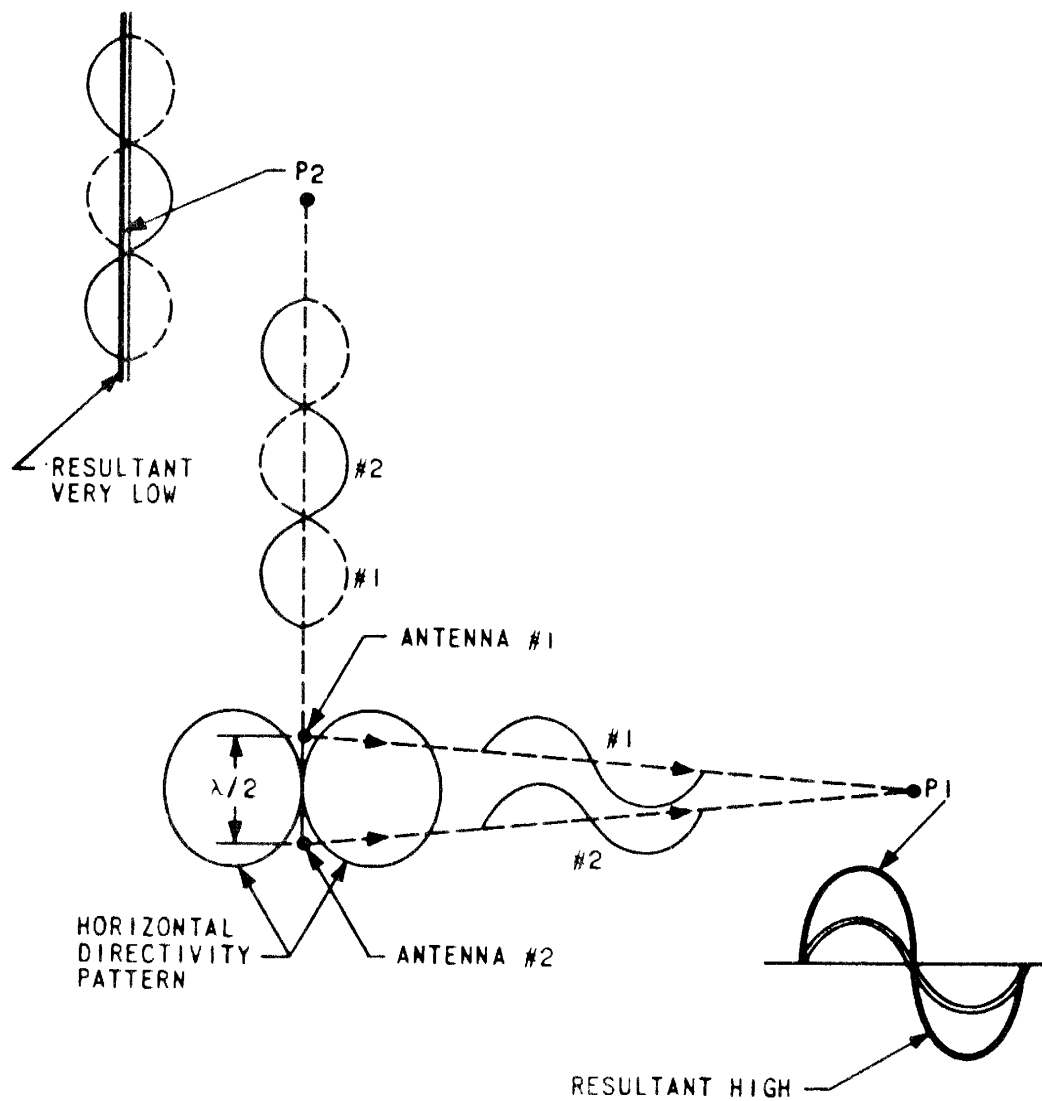 P2
RESULTANT
VERY LOW
#2
#1
ANTENNA #1
#1
λ/2
P1
#2
HORIZONTAL
DIRECTIVITY
PATTERN
ANTENNA #2
RESULTANT HIGH